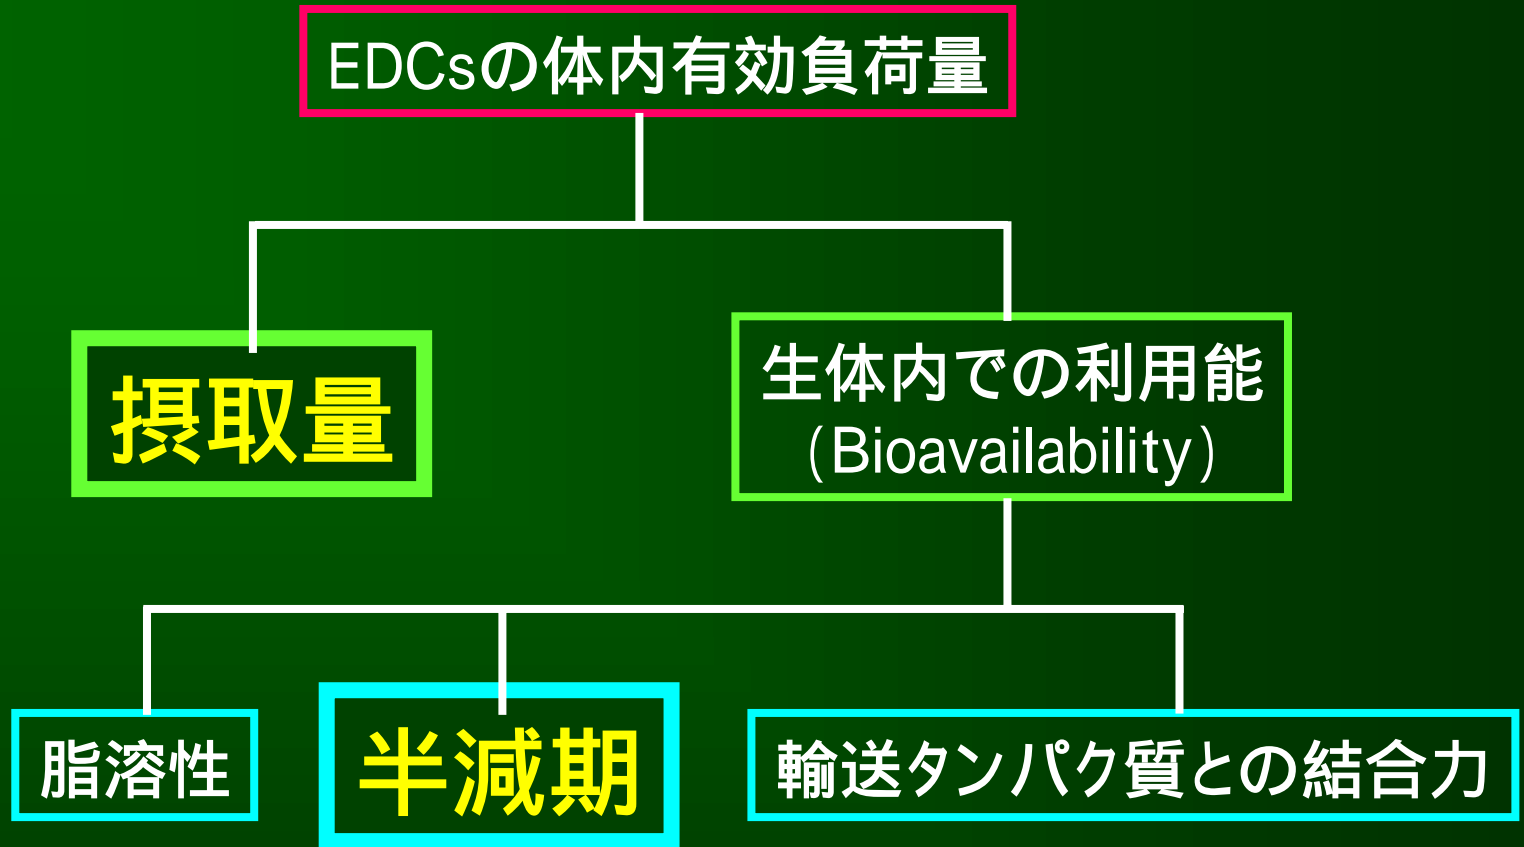 EDCsの体内有効負荷量
摂取量
生体内での利用能
(Bioavailability)
脂溶性
半減期
輸送タンパク質との結合力